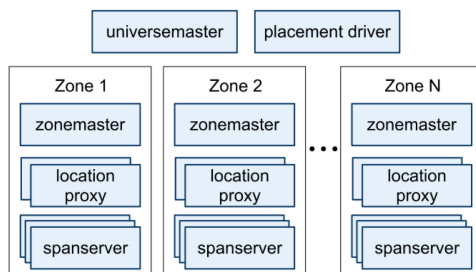 universemaster placement driver
Zone 1 Zone 2 Zone N
zonemaster zonemaster zonemaster
...
location location location
proxy proxy proxy
spanserver spanserver spanserver